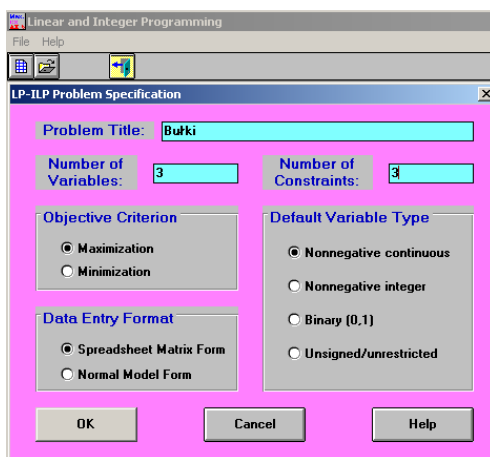 Linear and Integer Programming
File Help
LP-ILP Problem Specification
Problem Title: Bułki
Number of Variables: 3
Number of Constraints: 3
Objective Criterion
Maximization
Minimization
Default Variable Type
Nonnegative continuous
Nonnegative integer
Binary (0,1)
Unsigned/unrestricted
Data Entry Format
Spreadsheet Matrix Form
Normal Model Form
OK Cancel Help